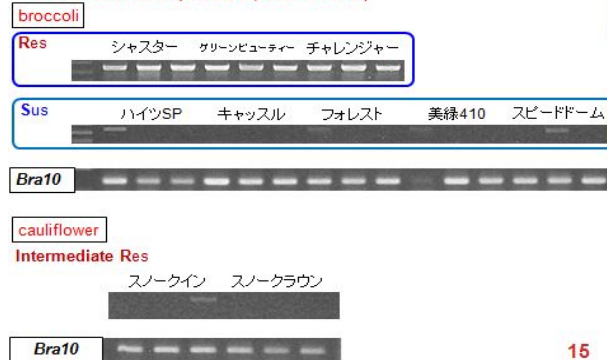 broccoli
Res
シャスター グリーンビューティー チャレンジャー
Sus
ハイツSP キャッスル フォレスト 美緑410 スピードドーム
Bra10
cauliflower
Intermediate Res
スノークイン スノークラウン
Bra10
15